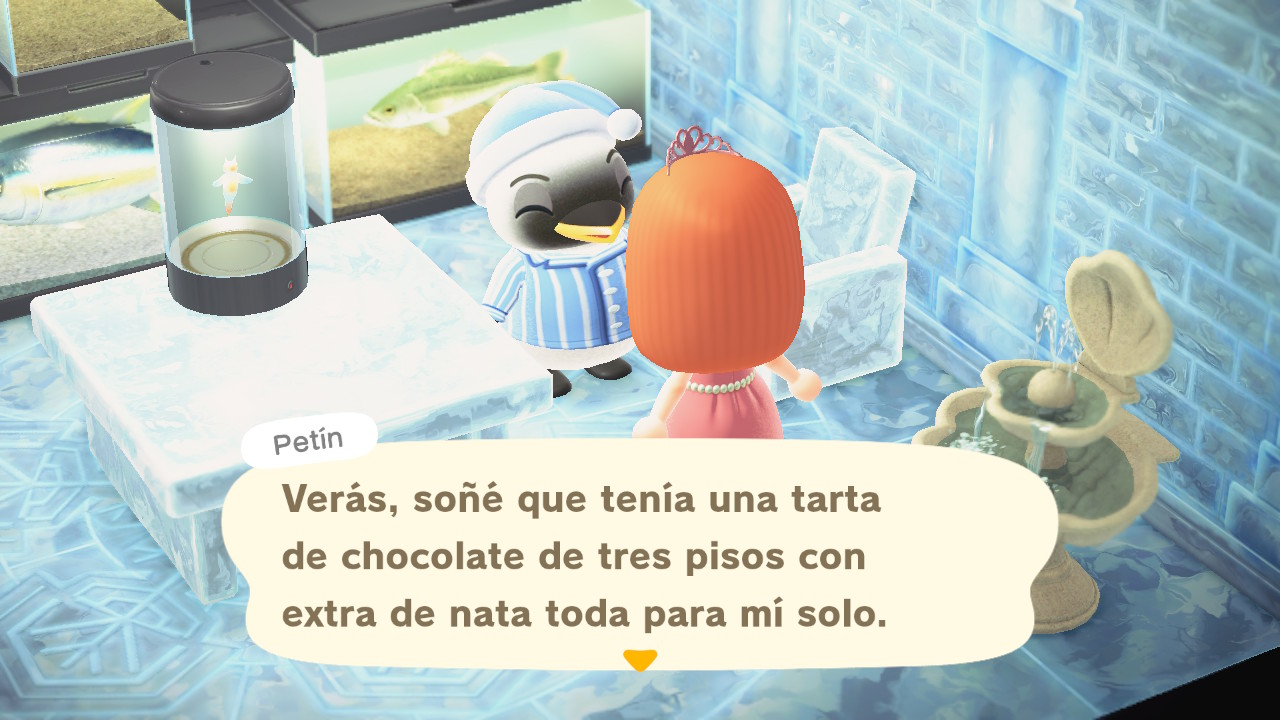 Petín
Verás, soñé que tenía una tarta
de chocolate de tres pisos con
extra de nata toda para mí solo.